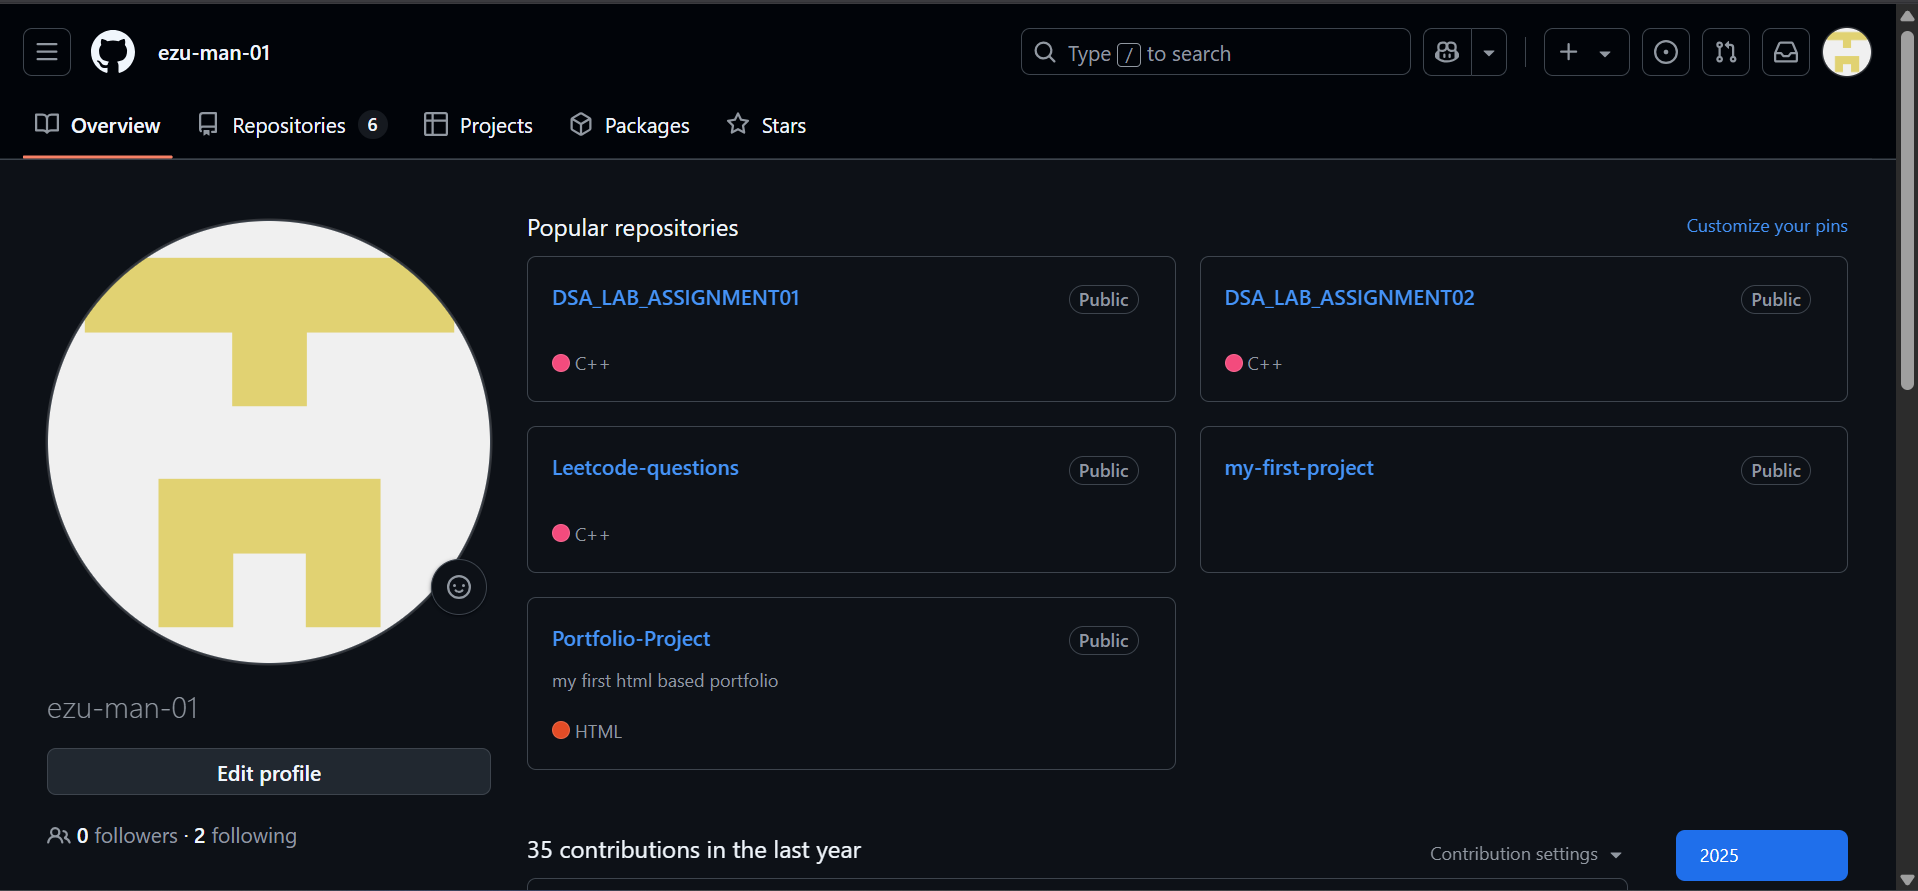 ezu-man-01
Type / to search
Overview Repositories 6 Projects Packages Stars
Popular repositories
Customize your pins
DSA_LAB_ASSIGNMENT01 Public
C++
DSA_LAB_ASSIGNMENT02 Public
C++
Leetcode-questions Public
C++
my-first-project Public
Portfolio-Project Public
my first html based portfolio
HTML
ezu-man-01
Edit profile
0 followers · 2 following
35 contributions in the last year
Contribution settings
2025